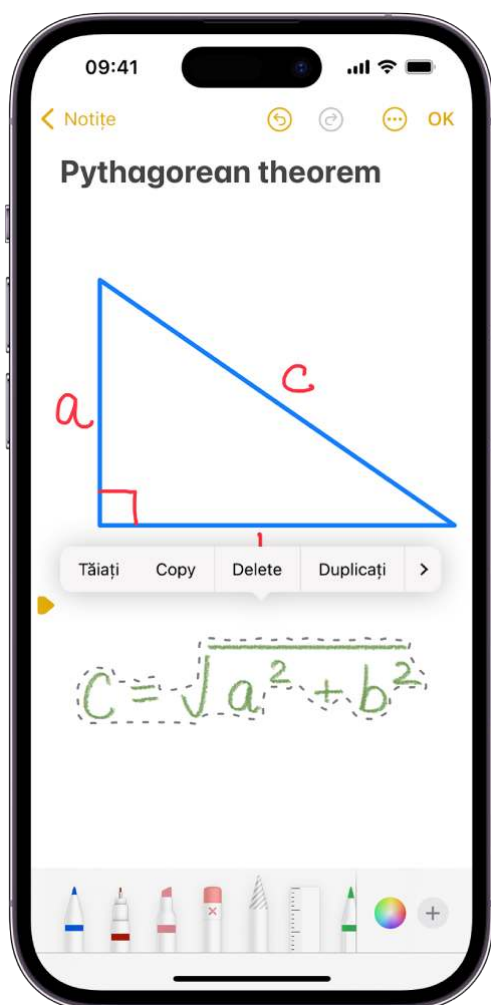 09:41
Notițe OK
Pythagorean theorem
c
a
Tăiați Copy Delete Duplicați
C = √a² + b²